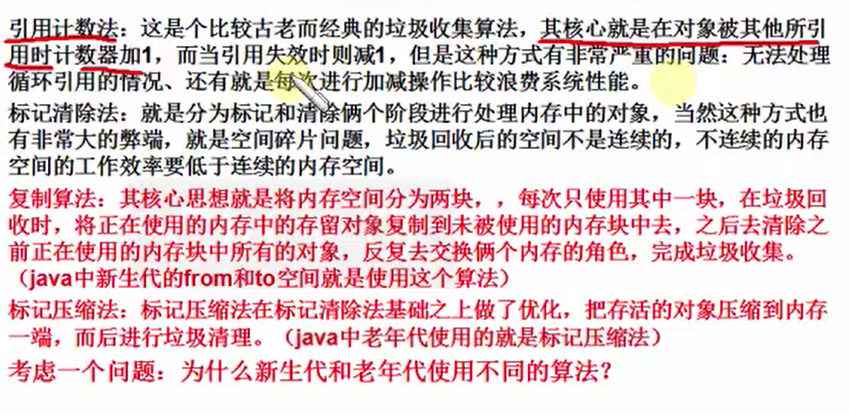 引用计数法：这是个比较古老而经典的垃圾收集算法，其核心就是在对象被其他所引
用时计数器加1，而当引用失效时则减1，但是这种方式有非常严重的问题：无法处理
循环引用的情况、还有就是每次进行加减操作比较浪费系统性能。
标记清除法：就是分为标记和清除俩个阶段进行处理内存中的对象，当然这种方式也
有非常大的弊端，就是空间碎片问题，垃圾回收后的空间不是连续的，不连续的内存
空间的工作效率要低于连续的内存空间。
复制算法：其核心思想就是将内存空间分为两块，，每次只使用其中一块，在垃圾回
收时，将正在使用的内存中的存留对象复制到未被使用的内存块中去，之后去清除之
前正在使用的内存块中所有的对象，反复去交换俩个内存的角色，完成垃圾收集。
（java中新生代的from和to空间就是使用这个算法）
标记压缩法：标记压缩法在标记清除法基础之上做了优化，把存活的对象压缩到内存
一端，而后进行垃圾清理。（java中老年代使用的就是标记压缩法）
考虑一个问题：为什么新生代和老年代使用不同的算法？